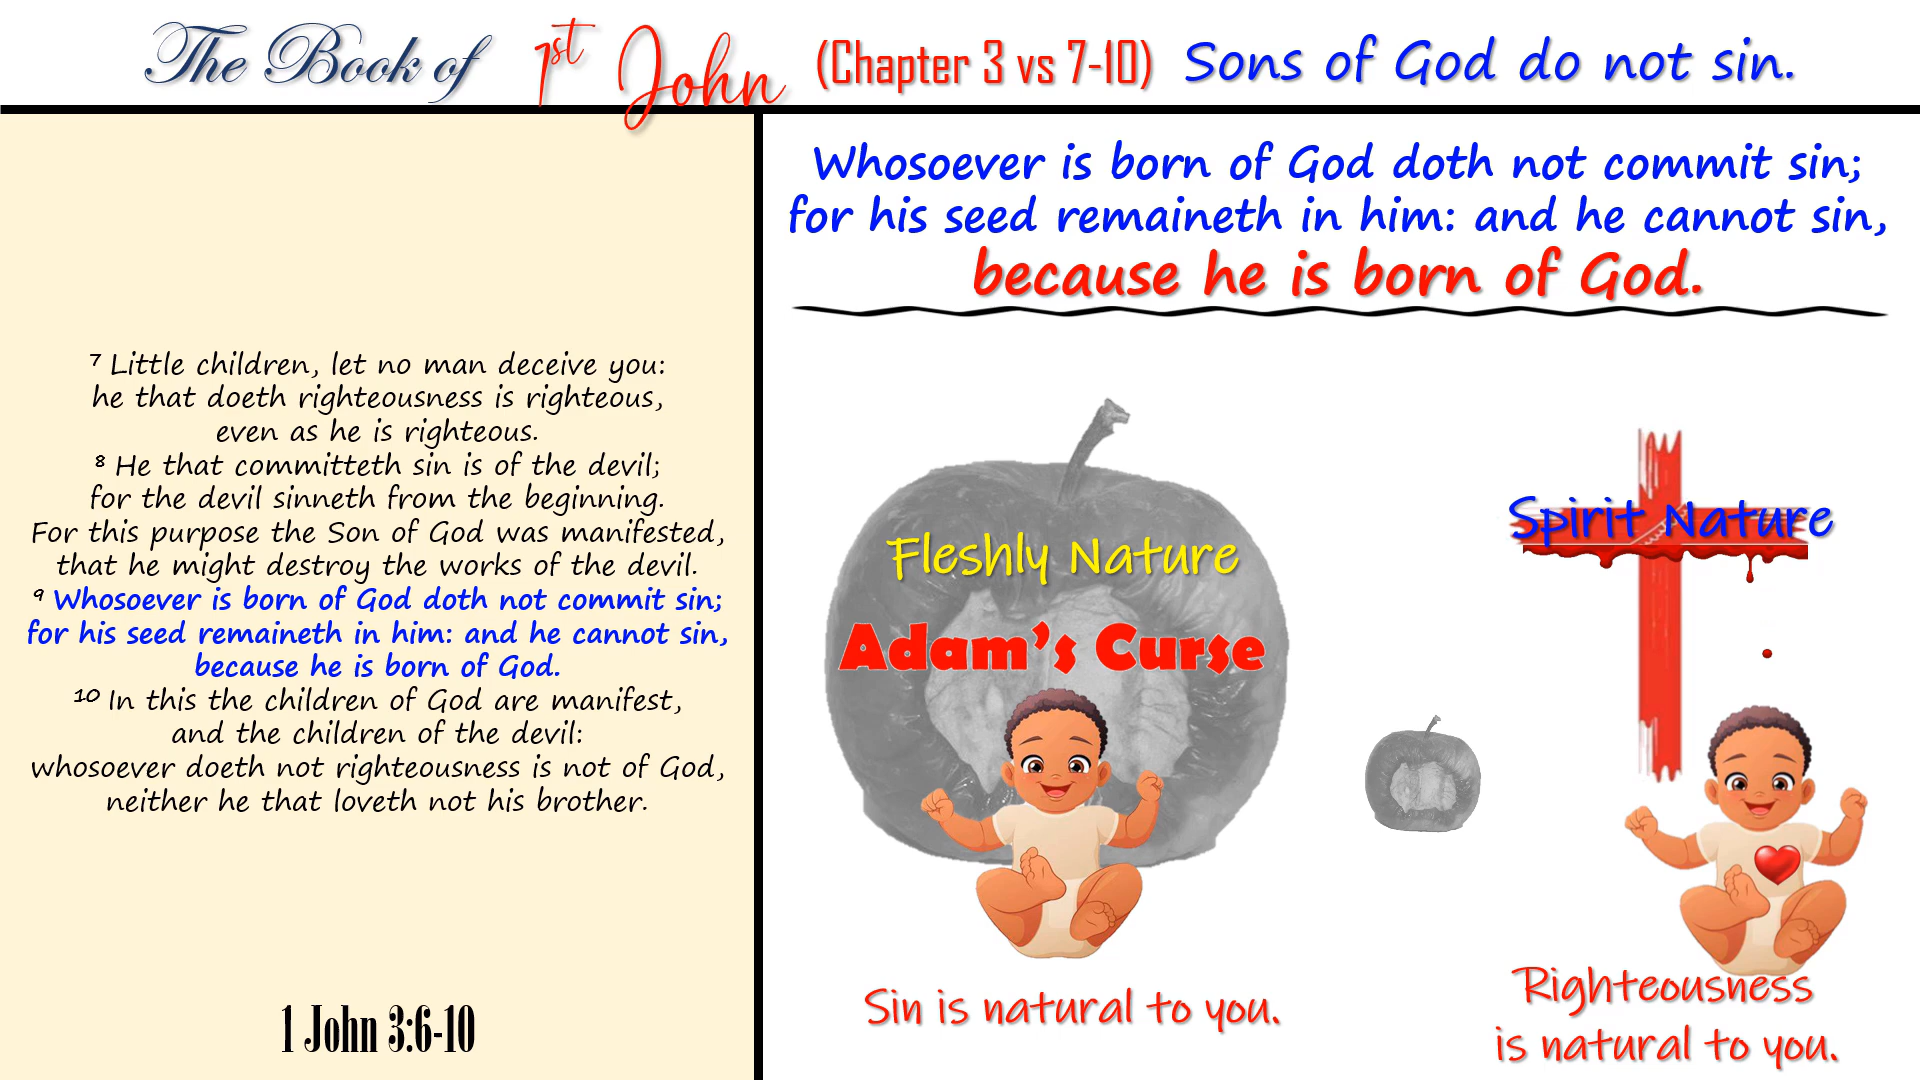 The Book of 1st John (Chapter 3 vs 7-10) Sons of God do not sin.
7 Little children, let no man deceive you:
he that doeth righteousness is righteous,
even as he is righteous.
8 He that committeth sin is of the devil;
for the devil sinneth from the beginning.
For this purpose the Son of God was manifested,
that he might destroy the works of the devil.
9 Whosoever is born of God doth not commit sin;
for his seed remaineth in him: and he cannot sin,
because he is born of God.
10 In this the children of God are manifest,
and the children of the devil:
whosoever doeth not righteousness is not of God,
neither he that loveth not his brother.
1 John 3:6-10
Whosoever is born of God doth not commit sin;
for his seed remaineth in him: and he cannot sin,
because he is born of God.
Fleshly Nature
Adam's Curse
Sin is natural to you.
Spirit Nature
Righteousness
is natural to you.